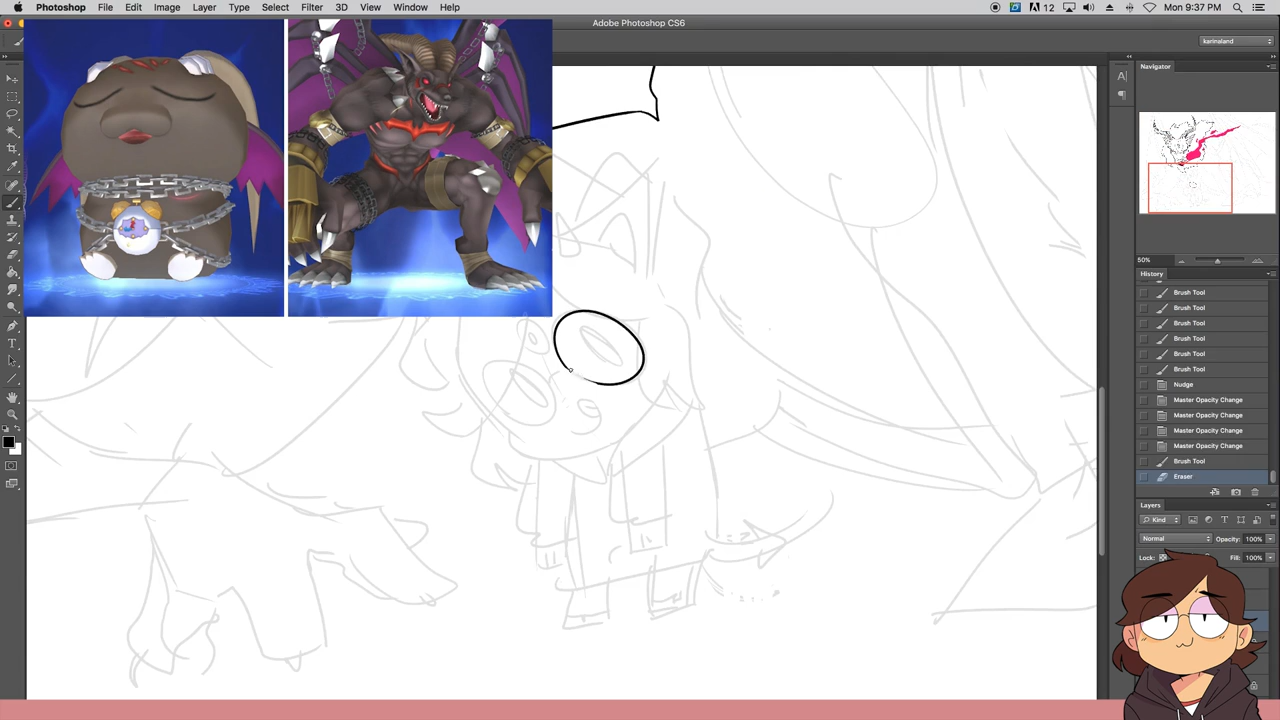 Photoshop File Edit Image Layer Type Select Filter 3D View Window Help
12 Mon 9:37 PM
Adobe Photoshop CS6
karinaland
Navigator
50%
History
Brush Tool
Brush Tool
Brush Tool
Brush Tool
Brush Tool
Brush Tool
Nudge
Master Opacity Change
Master Opacity Change
Master Opacity Change
Master Opacity Change
Brush Tool
Eraser
Layers
Kind
Normal Opacity: 100%
Lock: Fill: 100%